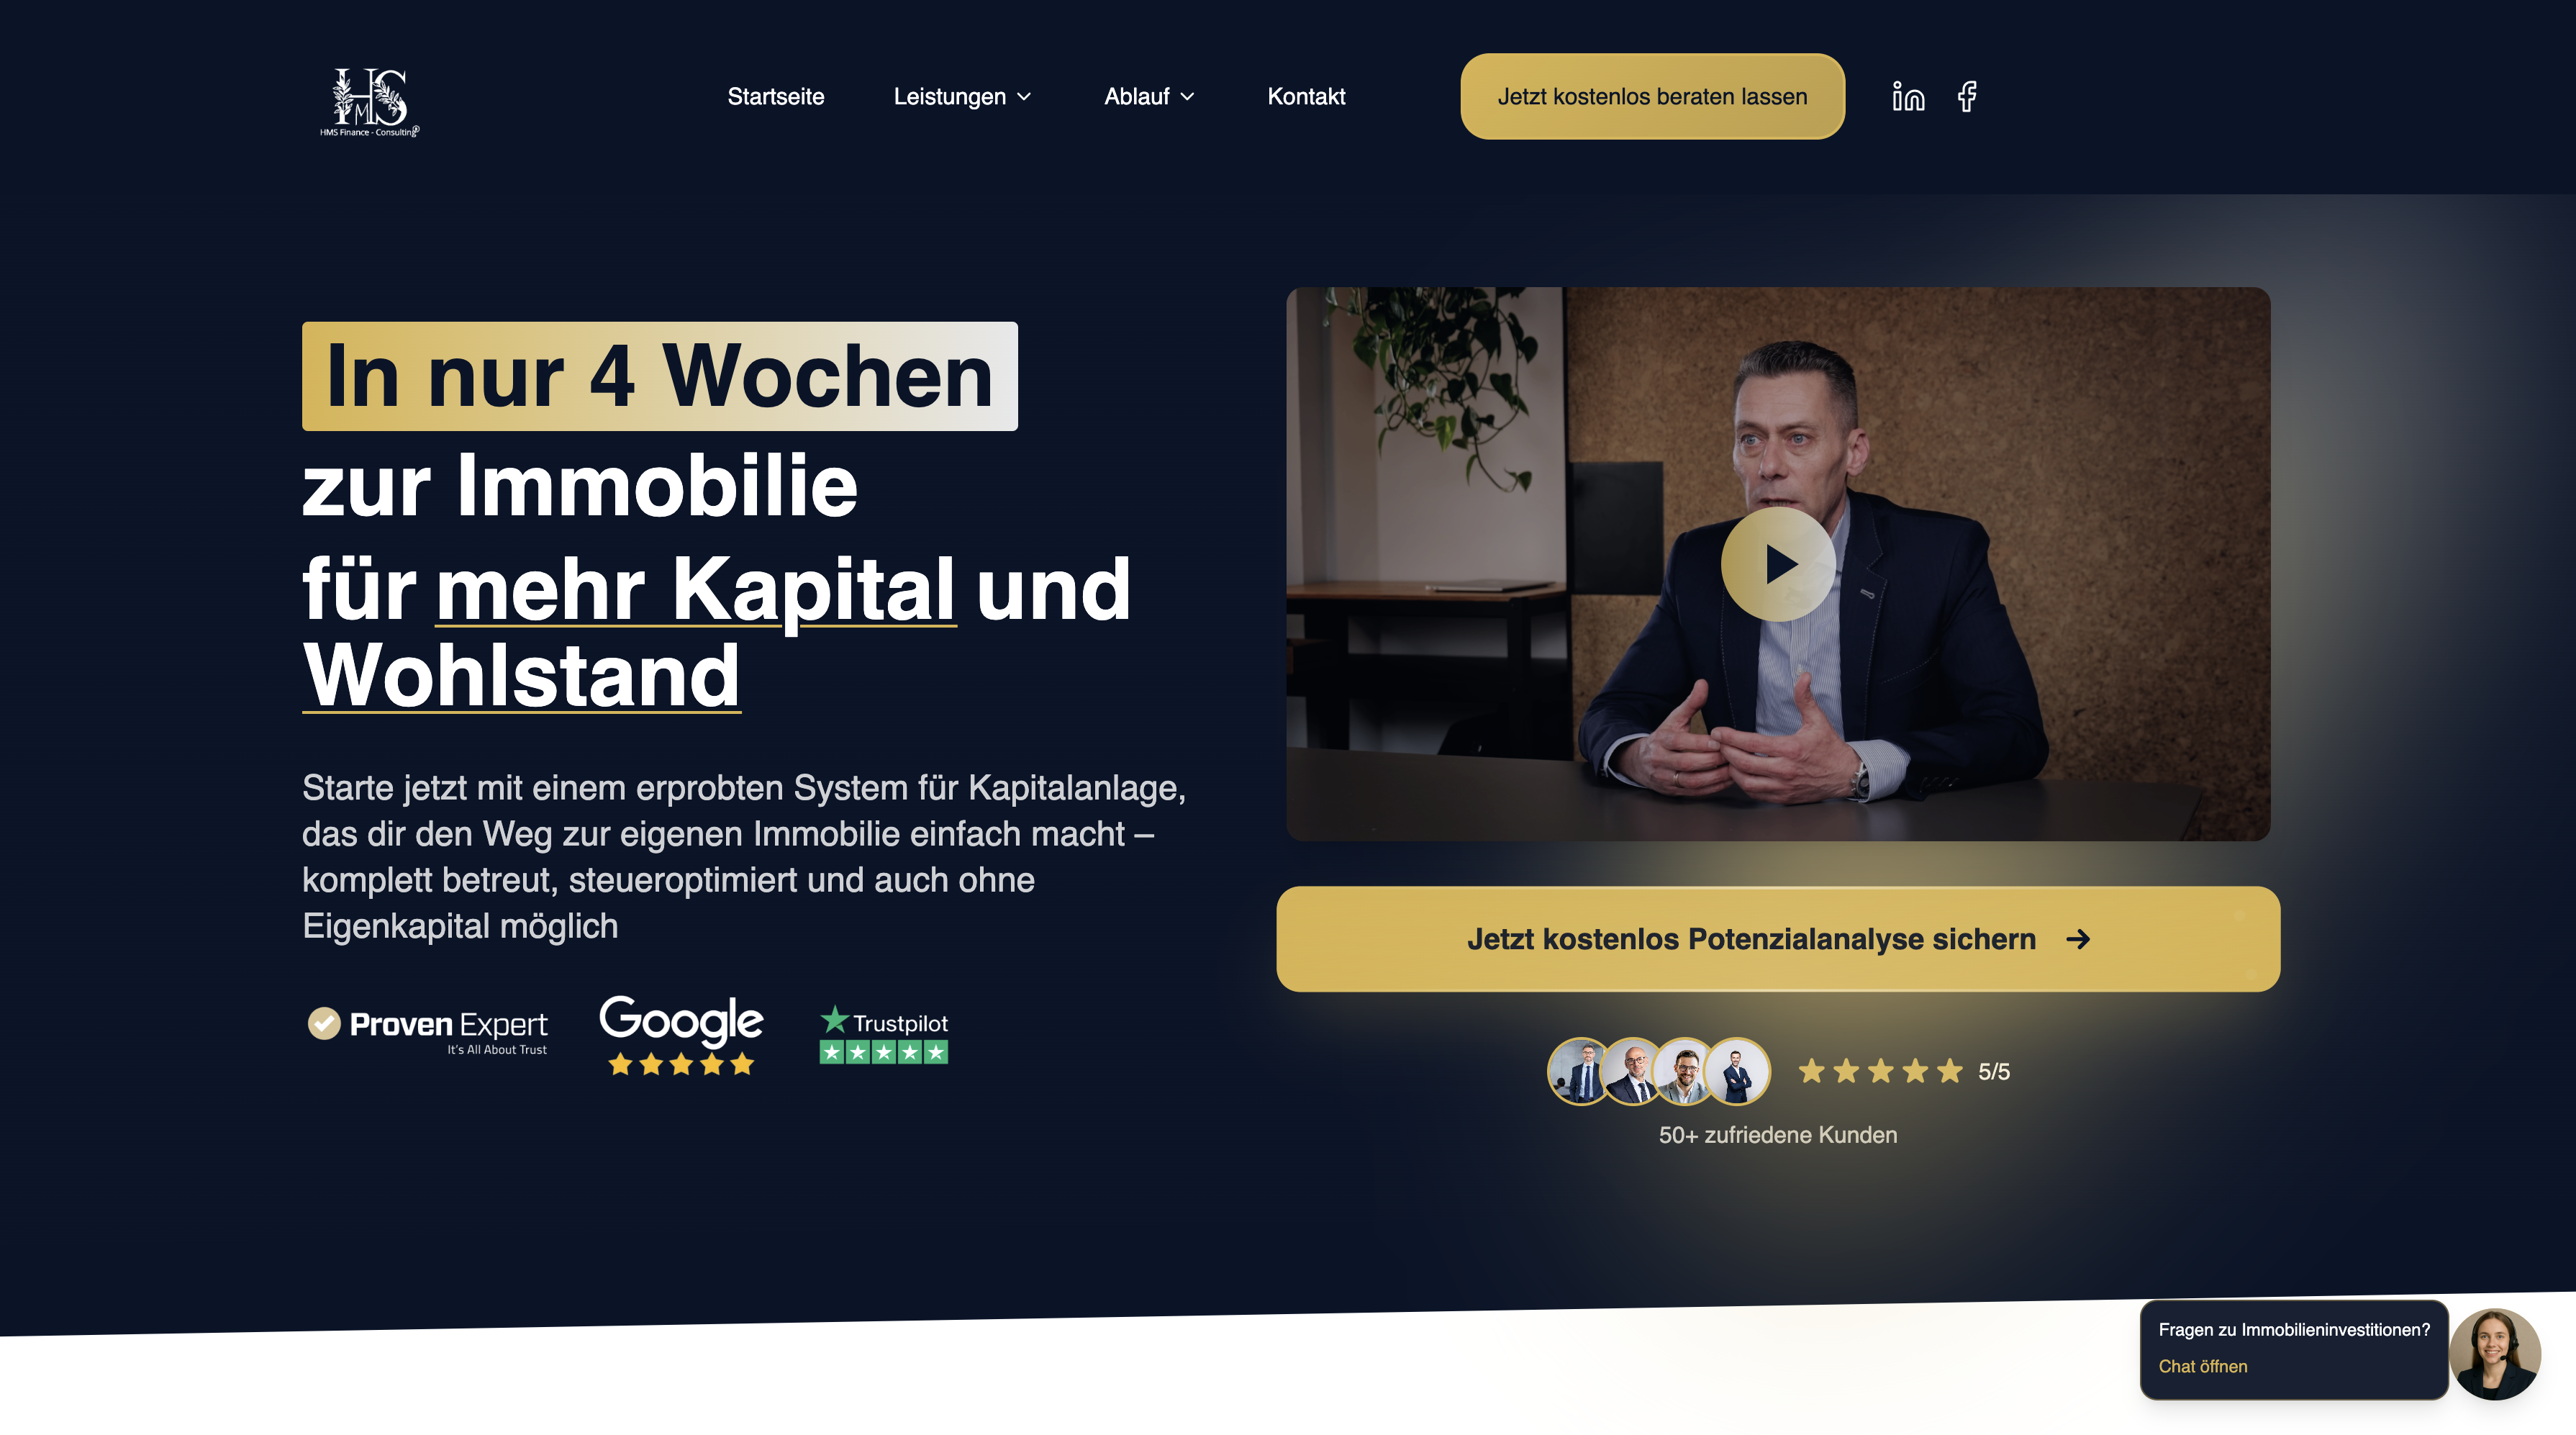 HMS
HMS Finance - Consulting
Startseite
Leistungen
Ablauf
Kontakt
Jetzt kostenlos beraten lassen
In nur 4 Wochen
zur Immobilie
für mehr Kapital und
Wohlstand
Starte jetzt mit einem erprobten System für Kapitalanlage,
das dir den Weg zur eigenen Immobilie einfach macht –
komplett betreut, steueroptimiert und auch ohne
Eigenkapital möglich
Proven Expert
It's All About Trust
Google
Trustpilot
Jetzt kostenlos Potenzialanalyse sichern →
5/5
50+ zufriedene Kunden
Fragen zu Immobilieninvestitionen?
Chat öffnen